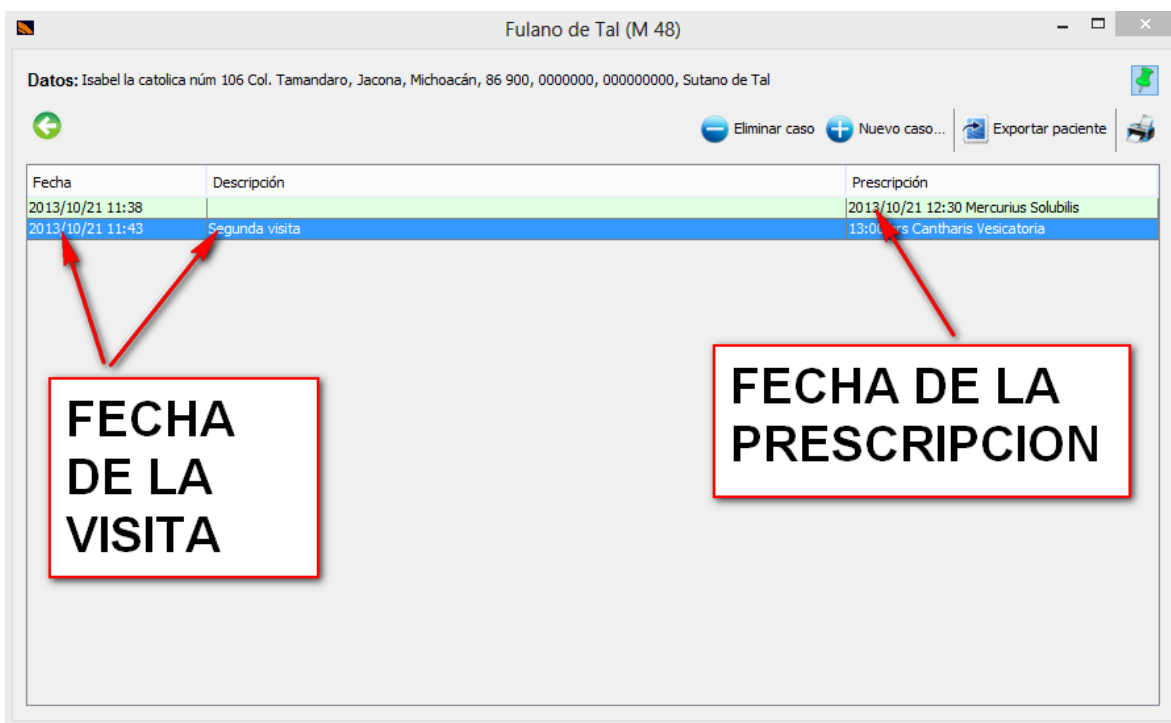 Fulano de Tal (M 48)
Datos: Isabel la catolica núm 106 Col. Tamandaro, Jacona, Michoacán, 86 900, 0000000, 000000000, Sutano de Tal
Eliminar caso Nuevo caso... Exportar paciente
Fecha Descripción Prescripción
2013/10/21 11:38 2013/10/21 12:30 Mercurius Solubilis
2013/10/21 11:43 Segunda visita 13:00 Cantharis Vesicatoria
FECHA
DE LA
VISITA
FECHA DE LA
PRESCRIPCION